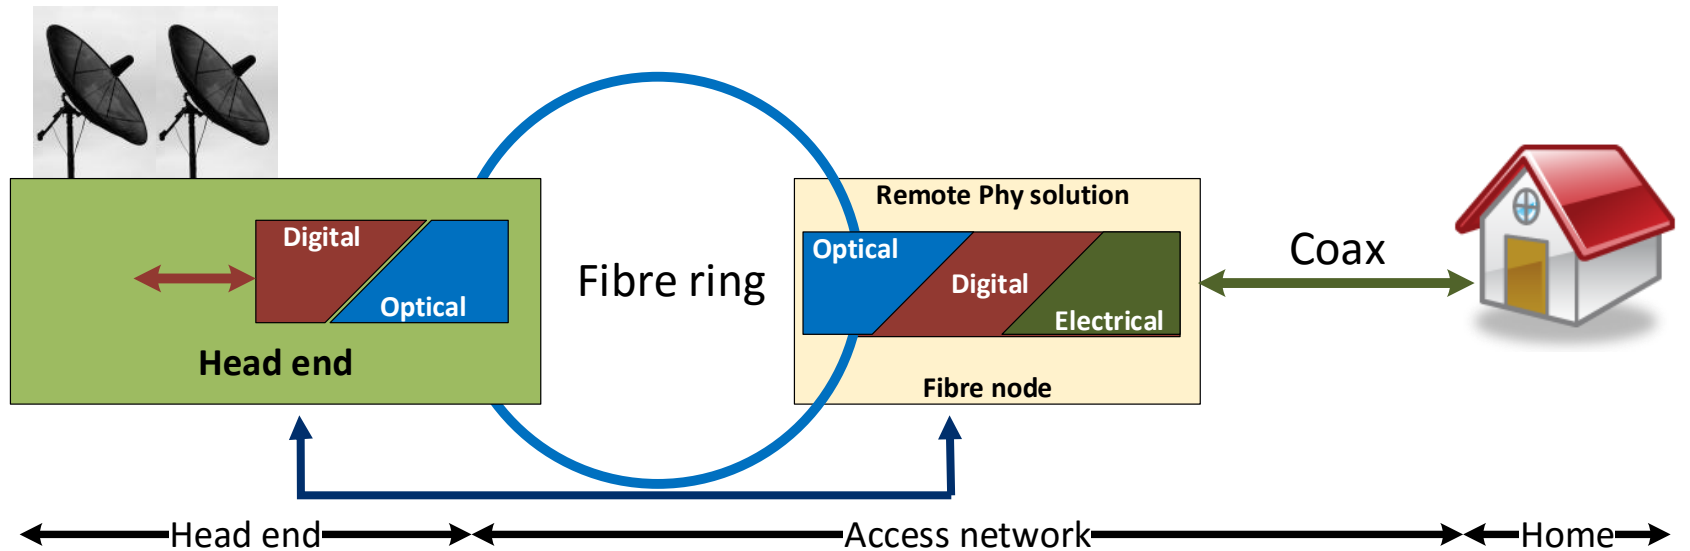 Digital
Optical
Head end
Fibre ring
Remote Phy solution
Optical
Digital
Electrical
Fibre node
Coax
Head end
Access network
Home